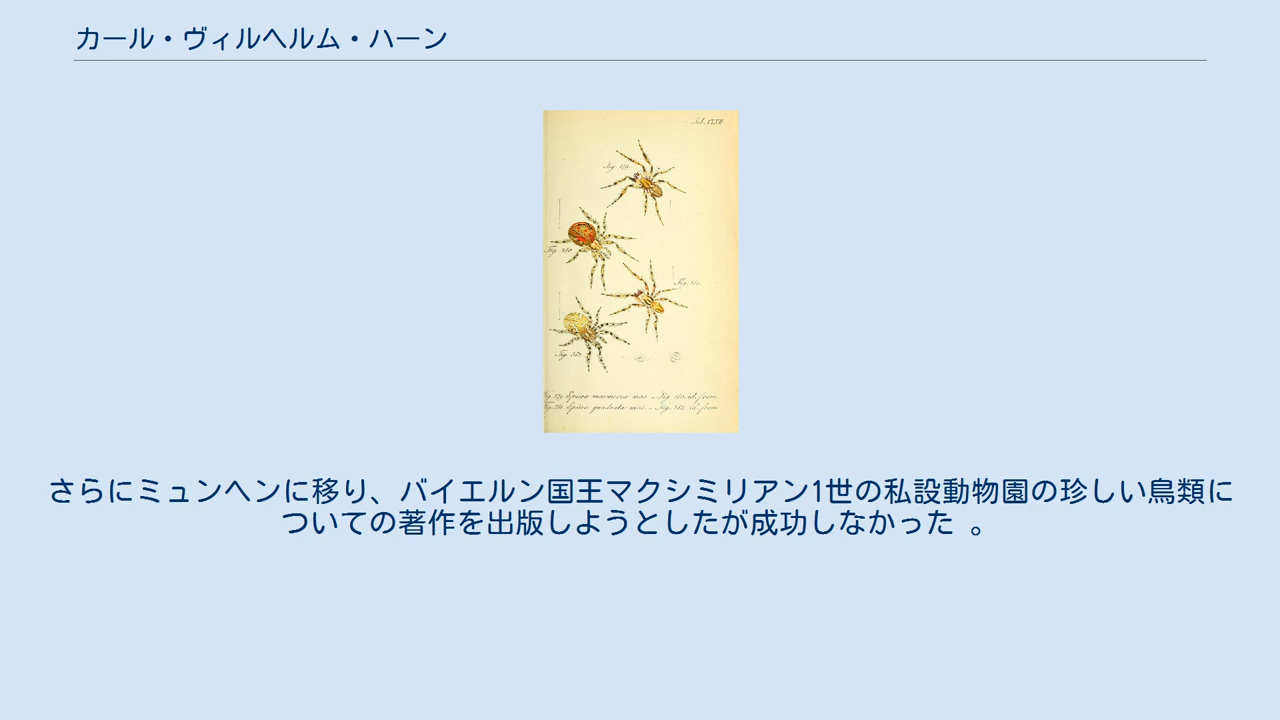 カール・ヴィルヘルム・ハーン
さらにミュンヘンに移り、バイエルン国王マクシミリアン1世の私設動物園の珍しい鳥類に
ついての著作を出版しようとしたが成功しなかった 。